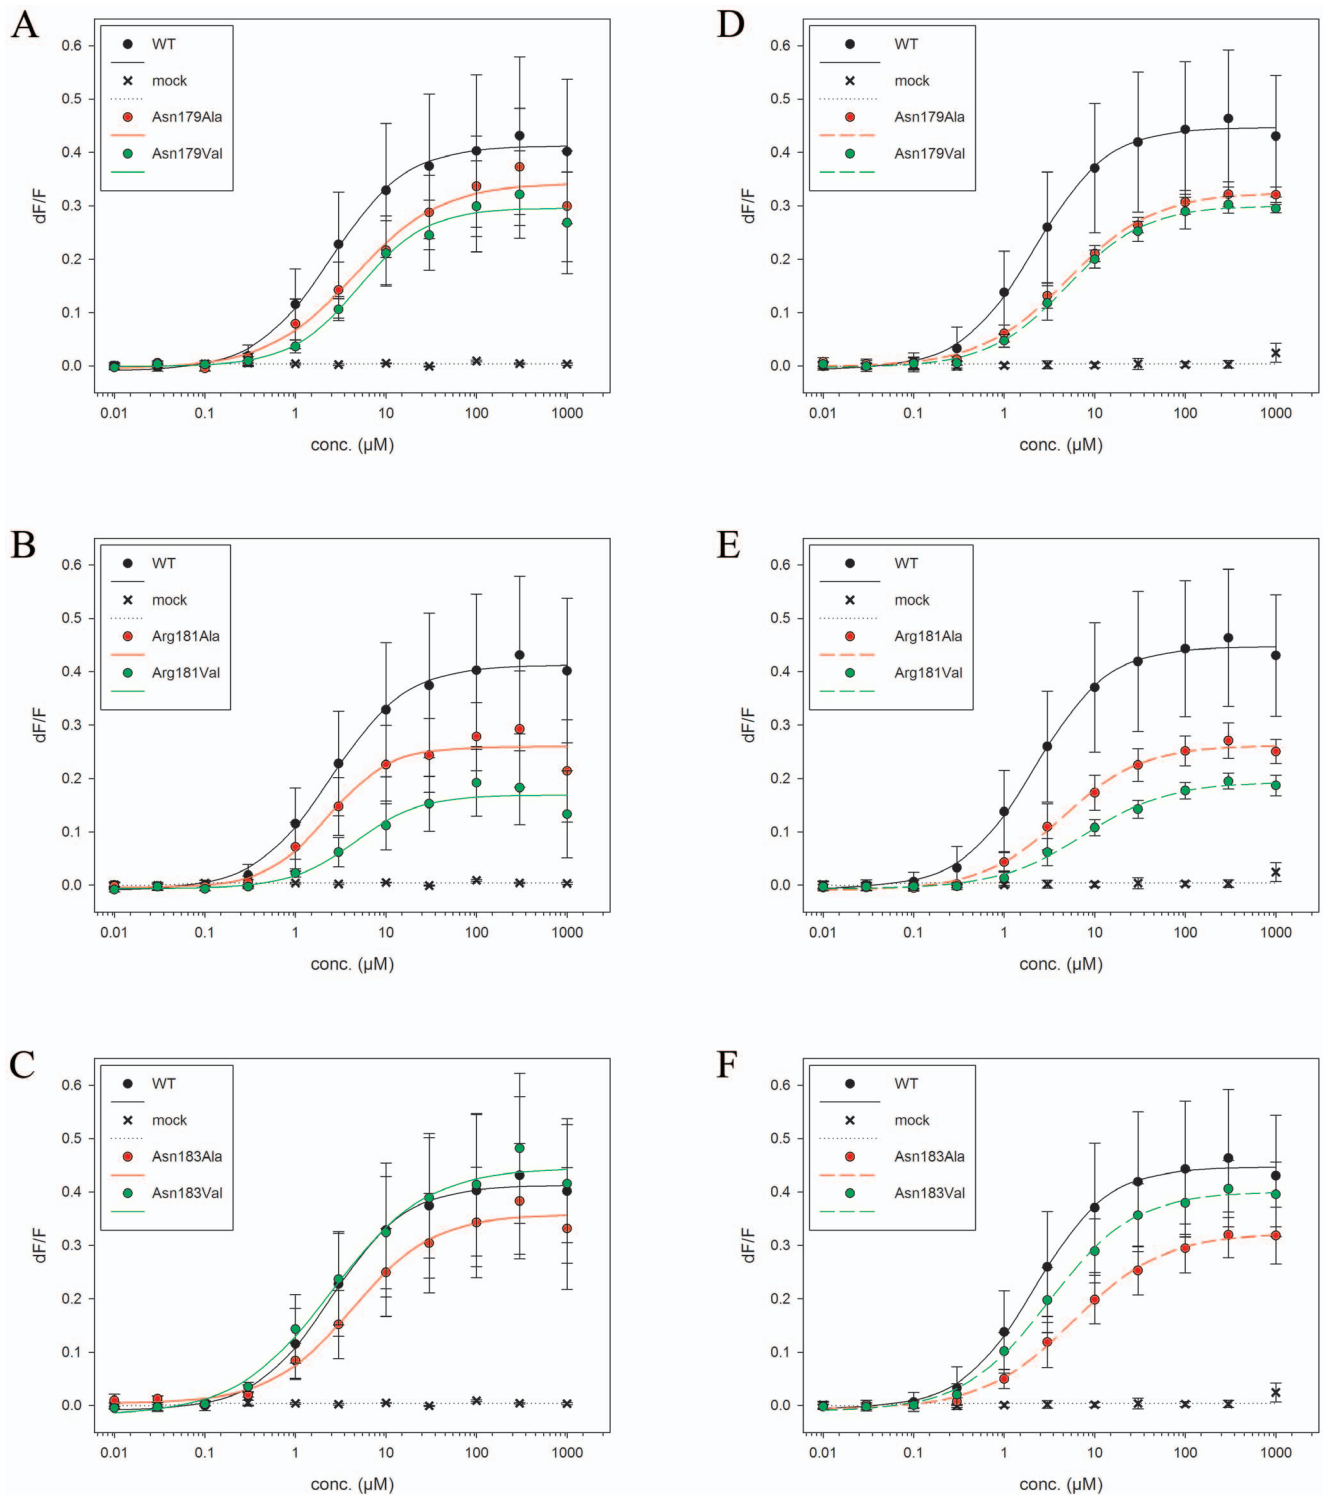 A
WT
mock
Asn179Ala
Asn179Val
0.6
0.5
0.4
0.3
0.2
0.1
0.0
dF/F
0.01 0.1 1 10 100 1000
conc. (µM)
D
WT
mock
Asn179Ala
Asn179Val
0.6
0.5
0.4
0.3
0.2
0.1
0.0
dF/F
0.01 0.1 1 10 100 1000
conc. (µM)
B
WT
mock
Arg181Ala
Arg181Val
0.6
0.5
0.4
0.3
0.2
0.1
0.0
dF/F
0.01 0.1 1 10 100 1000
conc. (µM)
E
WT
mock
Arg181Ala
Arg181Val
0.6
0.5
0.4
0.3
0.2
0.1
0.0
dF/F
0.01 0.1 1 10 100 1000
conc. (µM)
C
WT
mock
Asn183Ala
Asn183Val
0.6
0.5
0.4
0.3
0.2
0.1
0.0
dF/F
0.01 0.1 1 10 100 1000
conc. (µM)
F
WT
mock
Asn183Ala
Asn183Val
0.6
0.5
0.4
0.3
0.2
0.1
0.0
dF/F
0.01 0.1 1 10 100 1000
conc. (µM)